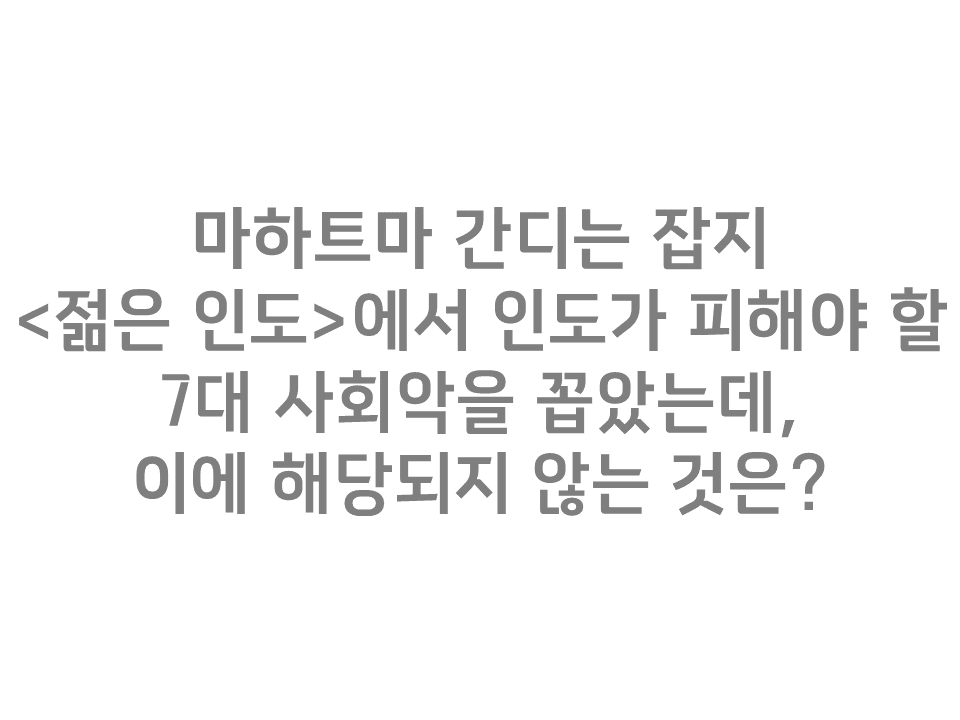 마하트마 간디는 잡지
<젊은 인도>에서 인도가 피해야 할
7대 사회악을 꼽았는데,
이에 해당되지 않는 것은?